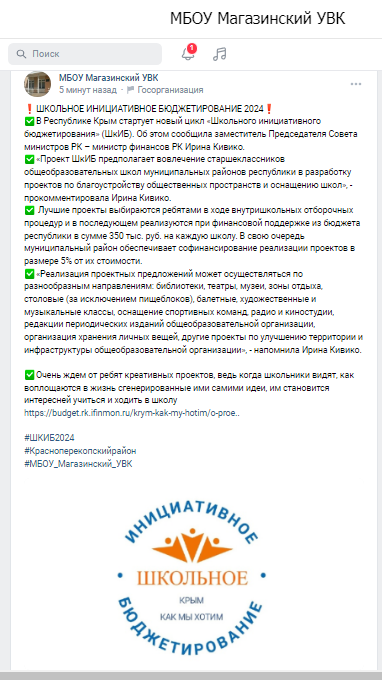 МБОУ Магазинский УВК
Поиск
1
МБОУ Магазинский УВК
5 минут назад · Госорганизация
❗ШКОЛЬНОЕ ИНИЦИАТИВНОЕ БЮДЖЕТИРОВАНИЕ 2024❗
✅В Республике Крым стартует новый цикл «Школьного инициативного
бюджетирования» (ШкИБ). Об этом сообщила заместитель Председателя Совета
министров РК – министр финансов РК Ирина Кивико.
✅«Проект ШкИБ предполагает вовлечение старшеклассников
общеобразовательных школ муниципальных районов республики в разработку
проектов по благоустройству общественных пространств и оснащению школ», -
прокомментировала Ирина Кивико.
✅ Лучшие проекты выбираются ребятами в ходе внутришкольных отборочных
процедур и в последующем реализуются при финансовой поддержке из бюджета
республики в сумме 350 тыс. руб. на каждую школу. В свою очередь
муниципальный район обеспечивает софинансирование реализации проектов в
размере 5% от их стоимости.
✅«Реализация проектных предложений может осуществляться по
разнообразным направлениям: библиотеки, театры, музеи, зоны отдыха,
столовые (за исключением пищеблоков), балетные, художественные и
музыкальные классы, оснащение спортивных команд, радио и киностудии,
редакции периодических изданий общеобразовательной организации,
организация хранения личных вещей, другие проекты по улучшению территории и
инфраструктуры общеобразовательной организации», - напомнила Ирина Кивико.
✅Очень ждем от ребят креативных проектов, ведь когда школьники видят, как
воплощаются в жизнь сгенерированные ими самими идеи, им становится
интересней учиться и ходить в школу
https://budget.rk.ifinmon.ru/krym-kak-my-hotim/o-proe..
#ШКИБ2024
#Красноперекопскийрайон
#МБОУ_Магазинский_УВК
ИНИЦИАТИВНОЕ
ШКОЛЬНОЕ
КРЫМ
КАК МЫ ХОТИМ
БЮДЖЕТИРОВАНИЕ